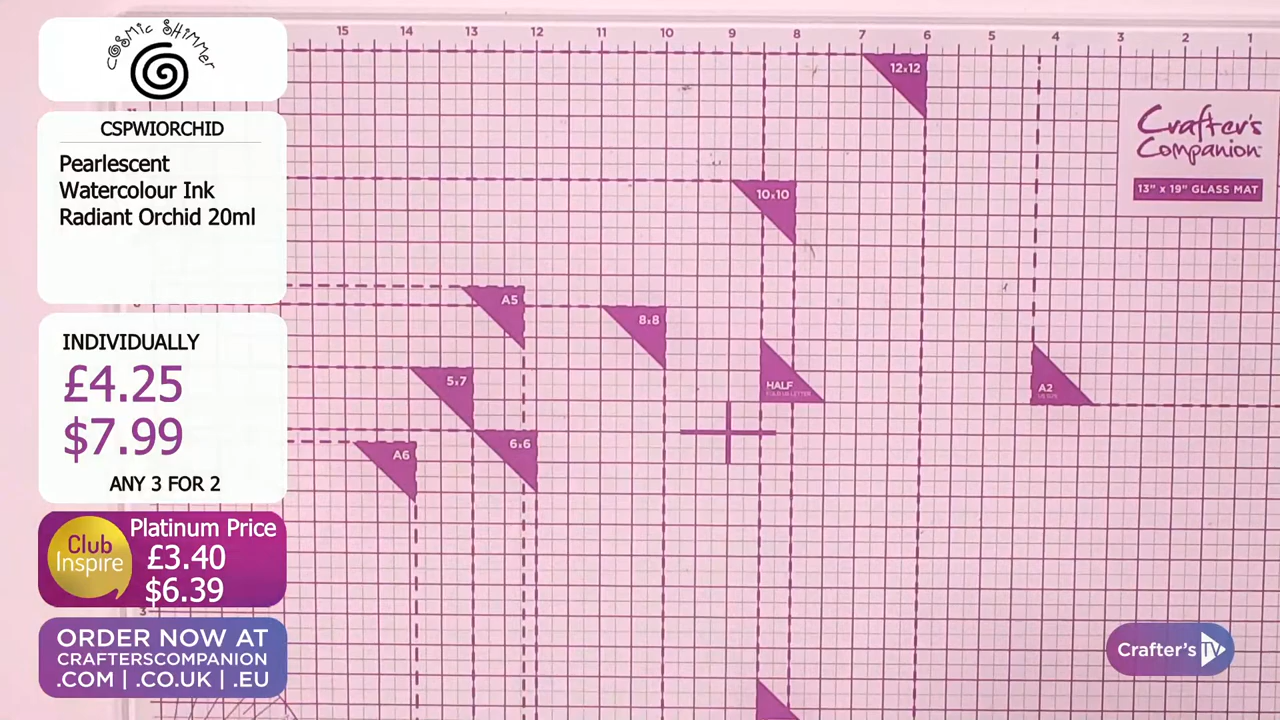 COSMIC SHIMMER
CSPWIORCHID
Pearlescent
Watercolour Ink
Radiant Orchid 20ml
INDIVIDUALLY
£4.25
$7.99
ANY 3 FOR 2
Club
Inspire
Platinum Price
£3.40
$6.39
ORDER NOW AT
CRAFTERSCOMPANION
.COM | .CO.UK | .EU
15 14 13 12 11 10 9 8 7 6 5 4 3 2 1
12x12
Crafter's
Companion
13" x 19" GLASS MAT
10x10
A5
8x8
5x7
HALF
A2
6x6
A6
3
Crafter's TV